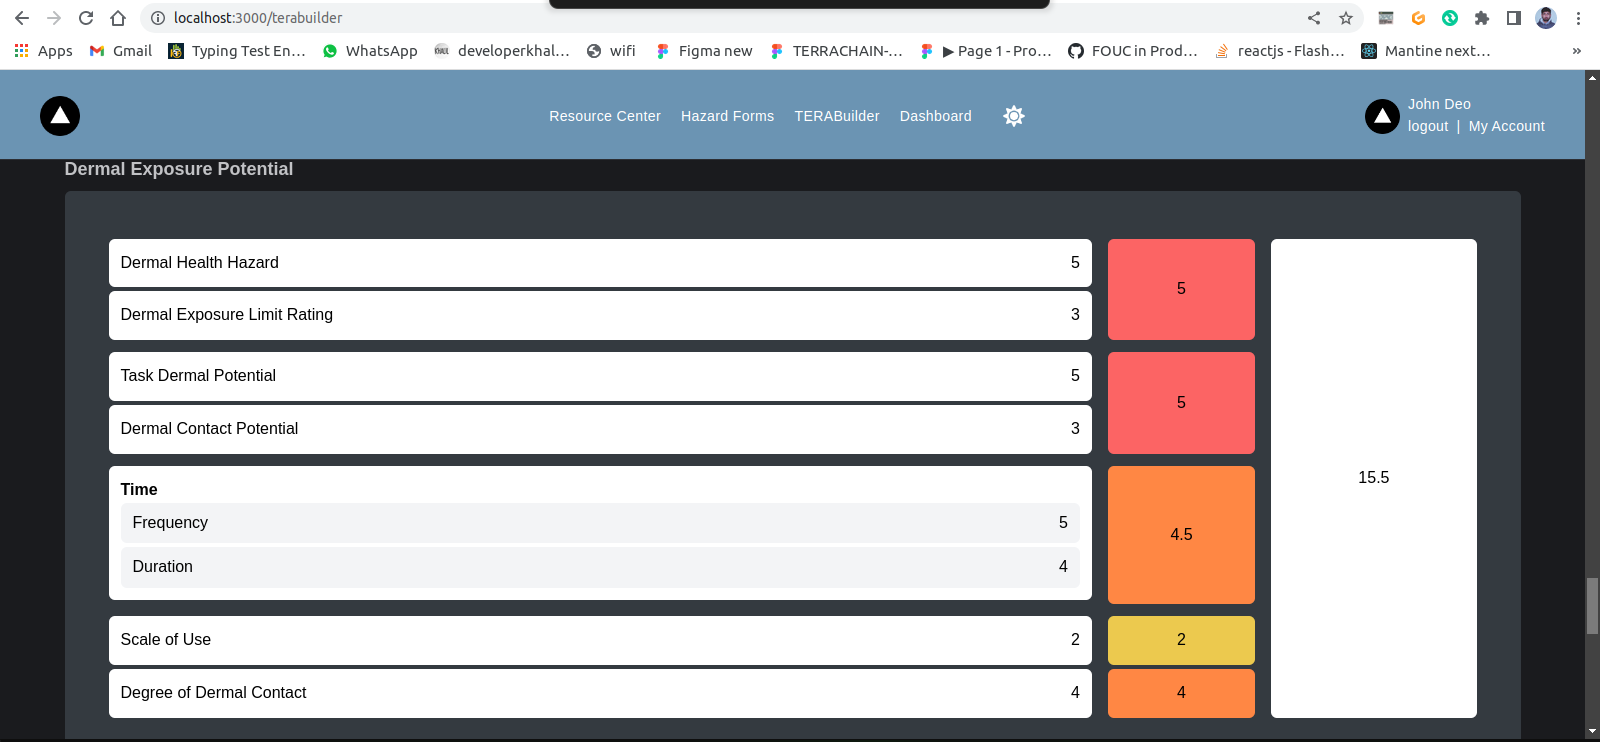 localhost:3000/terabuilder
Apps Gmail Typing Test En... WhatsApp developerkhal... wifi Figma new TERRACHAIN-... ▶ Page 1 - Pro... FOUC in Prod... reactjs - Flash... Mantine next... »
Resource Center Hazard Forms TERABuilder Dashboard
John Deo
logout | My Account
Dermal Exposure Potential
Dermal Health Hazard 5
5
Dermal Exposure Limit Rating 3
Task Dermal Potential 5
5
Dermal Contact Potential 3
15.5
Time
Frequency 5
4.5
Duration 4
Scale of Use 2 2
Degree of Dermal Contact 4 4